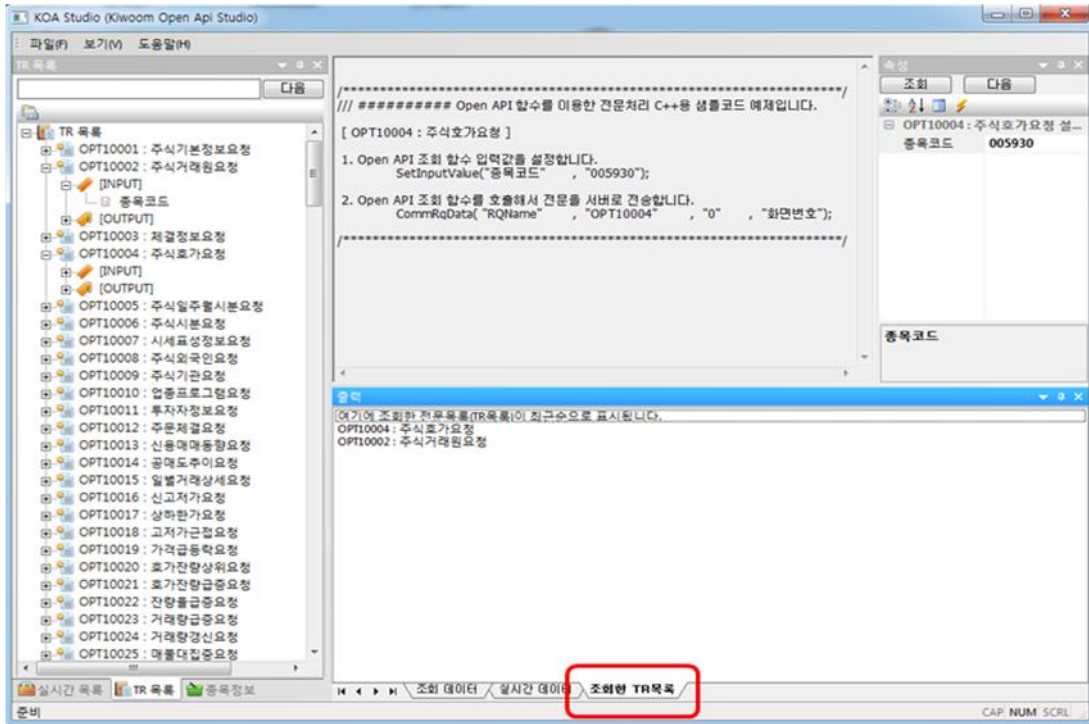 KOA Studio (Kiwoom Open Api Studio)
파일(F) 보기(V) 도움말(H)
TR 목록
다음
TR 목록
OPT10001 : 주식기본정보요청
OPT10002 : 주식거래원요청
[INPUT]
종목코드
[OUTPUT]
OPT10003 : 체결정보요청
OPT10004 : 주식호가요청
[INPUT]
[OUTPUT]
OPT10005 : 주식일주월시분요청
OPT10006 : 주식시분요청
OPT10007 : 시세표성정보요청
OPT10008 : 주식외국인요청
OPT10009 : 주식기관요청
OPT10010 : 업종프로그램요청
OPT10011 : 투자자정보요청
OPT10012 : 주문체결요청
OPT10013 : 신용매매동향요청
OPT10014 : 공매도추이요청
OPT10015 : 일별거래상세요청
OPT10016 : 신고저가요청
OPT10017 : 상하한가요청
OPT10018 : 고저가근접요청
OPT10019 : 가격급등락요청
OPT10020 : 호가잔량상위요청
OPT10021 : 호가잔량급증요청
OPT10022 : 잔량율급증요청
OPT10023 : 거래량급증요청
OPT10024 : 거래량갱신요청
OPT10025 : 매물대집중요청
실시간 목록 TR 목록 종목정보
/*******************************************************************/
/// ########## Open API 함수를 이용한 전문처리 C++용 샘플코드 예제입니다.
[ OPT10004 : 주식호가요청 ]
1. Open API 조회 함수 입력값을 설정합니다.
SetInputValue("종목코드" , "005930");
2. Open API 조회 함수를 호출해서 전문을 서버로 전송합니다.
CommRqData( "RQName" , "OPT10004" , "0" , "화면번호");
/*******************************************************************/
속성
조회 다음
OPT10004 : 주식호가요청 설...
종목코드 005930
종목코드
출력
여기에 조회한 전문목록(TR목록)이 최근순으로 표시됩니다.
OPT10004 : 주식호가요청
OPT10002 : 주식거래원요청
조회 데이터 실시간 데이터 조회한 TR목록
준비
CAP NUM SCRL